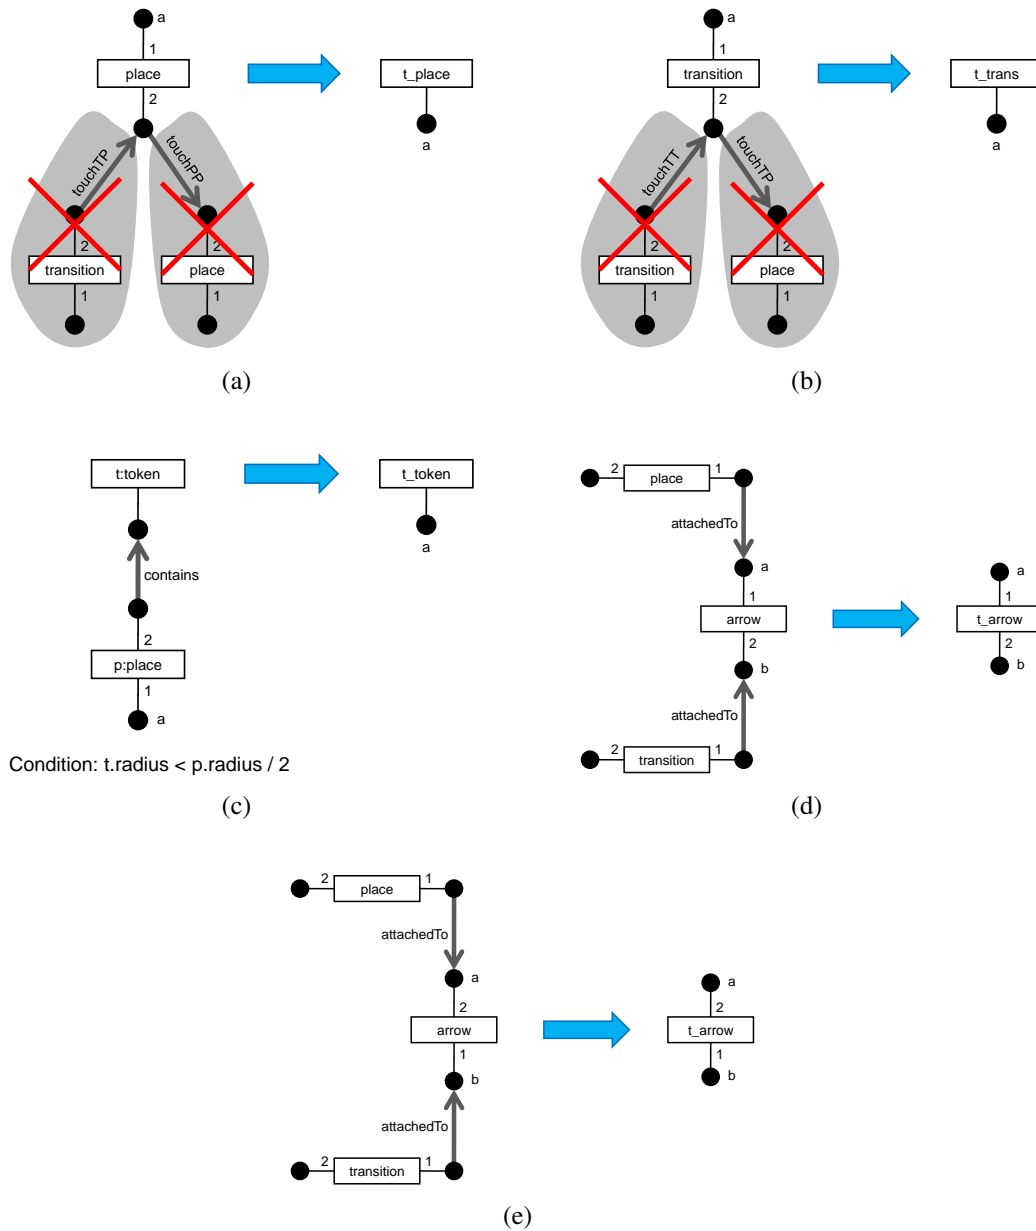 a
1
place
2
touchTP
touchPP
2
transition
1
2
place
1
t_place
a
(a)
a
1
transition
2
touchTT
touchTP
2
transition
1
2
place
1
t_trans
a
(b)
t:token
contains
2
p:place
1
a
t_token
a
Condition: t.radius < p.radius / 2
(c)
2 place 1
attachedTo
a
1
arrow
2
b
attachedTo
2 transition 1
a
1
t_arrow
2
b
(d)
2 place 1
attachedTo
a
2
arrow
1
b
attachedTo
2 transition 1
a
2
t_arrow
1
b
(e)